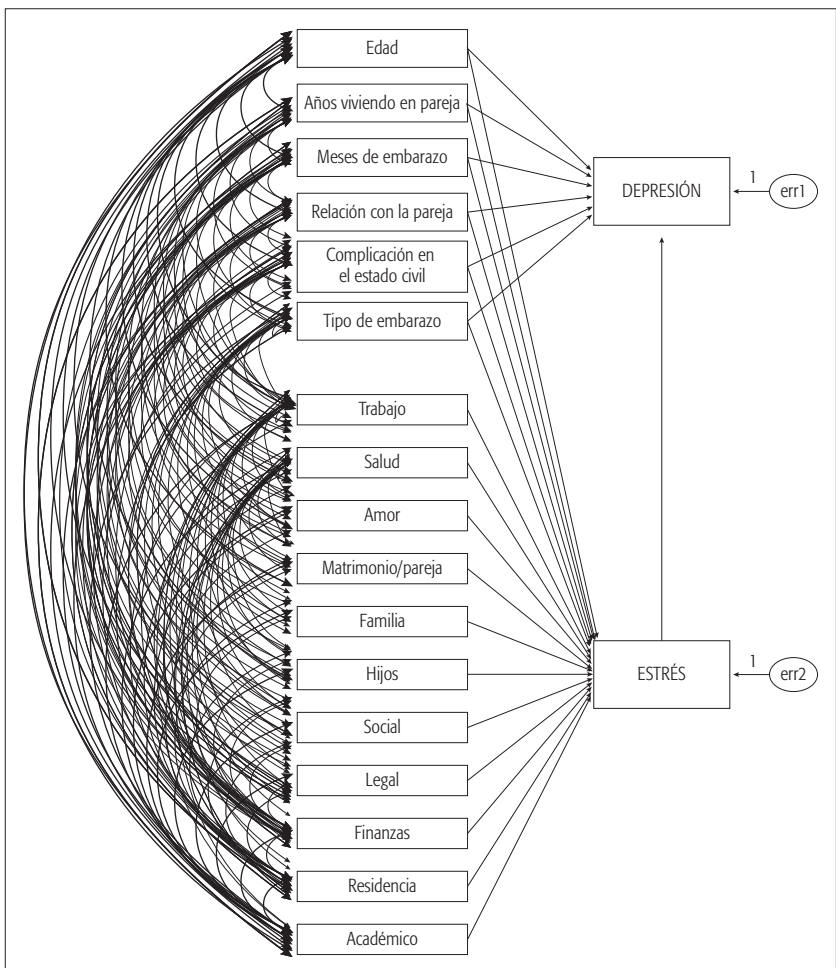 Edad
Años viviendo en pareja
Meses de embarazo
Relación con la pareja
Complicación en
el estado civil
Tipo de embarazo
Trabajo
Salud
Amor
Matrimonio/pareja
Familia
Hijos
Social
Legal
Finanzas
Residencia
Académico
DEPRESIÓN
1
err1
ESTRÉS
1
err2